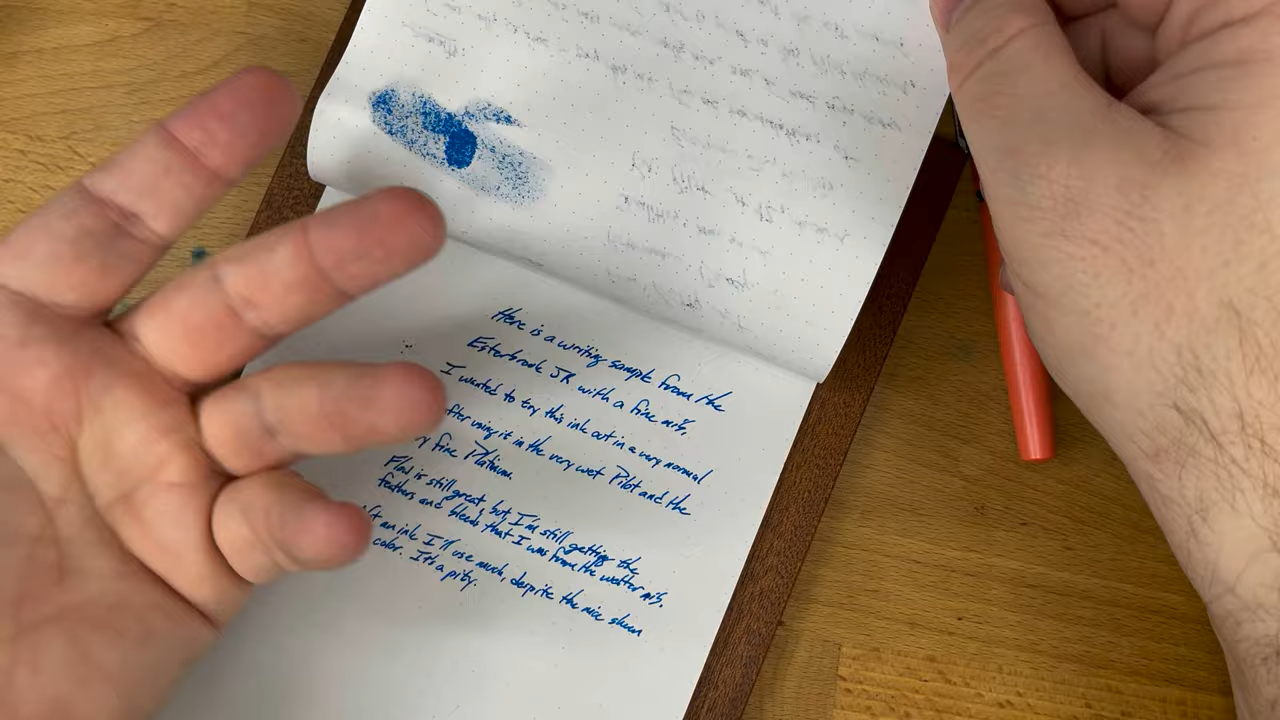 Here is a writing sample from the
Esterbrook JR with a fine nib.
I wanted to try this ink out in a very normal
after using it in the very wet Pilot and the
y fine Platinum.
Flow is still great, but I'm still getting the
feathers and bleeds that I was from the wetter nib.
an ink I'll use much, despite the nice sheen
color. It's a pity.